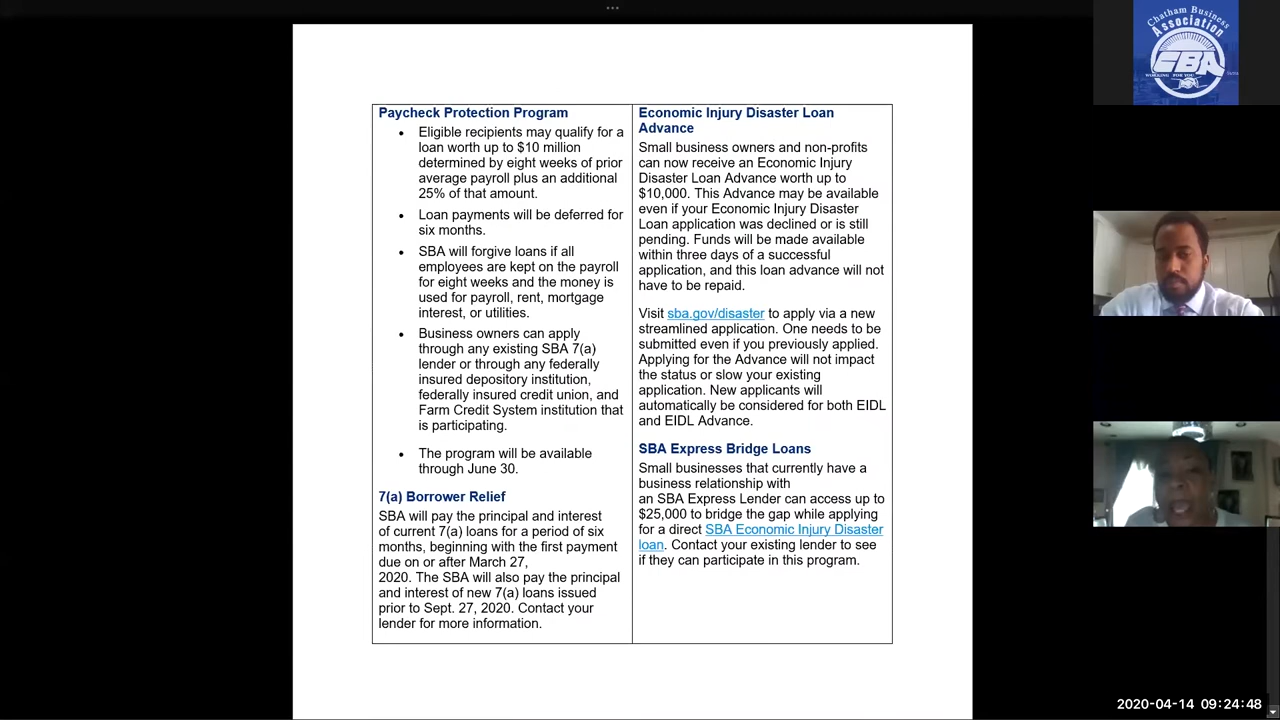 Paycheck Protection Program
• Eligible recipients may qualify for a
loan worth up to $10 million
determined by eight weeks of prior
average payroll plus an additional
25% of that amount.
• Loan payments will be deferred for
six months.
• SBA will forgive loans if all
employees are kept on the payroll
for eight weeks and the money is
used for payroll, rent, mortgage
interest, or utilities.
• Business owners can apply
through any existing SBA 7(a)
lender or through any federally
insured depository institution,
federally insured credit union, and
Farm Credit System institution that
is participating.
• The program will be available
through June 30.
7(a) Borrower Relief
SBA will pay the principal and interest
of current 7(a) loans for a period of six
months, beginning with the first payment
due on or after March 27,
2020. The SBA will also pay the principal
and interest of new 7(a) loans issued
prior to Sept. 27, 2020. Contact your
lender for more information.
Economic Injury Disaster Loan
Advance
Small business owners and non-profits
can now receive an Economic Injury
Disaster Loan Advance worth up to
$10,000. This Advance may be available
even if your Economic Injury Disaster
Loan application was declined or is still
pending. Funds will be made available
within three days of a successful
application, and this loan advance will not
have to be repaid.
Visit sba.gov/disaster to apply via a new
streamlined application. One needs to be
submitted even if you previously applied.
Applying for the Advance will not impact
the status or slow your existing
application. New applicants will
automatically be considered for both EIDL
and EIDL Advance.
SBA Express Bridge Loans
Small businesses that currently have a
business relationship with
an SBA Express Lender can access up to
$25,000 to bridge the gap while applying
for a direct SBA Economic Injury Disaster
loan. Contact your existing lender to see
if they can participate in this program.
Chatham Business
Association
CBA
WORKING FOR YOU
2020-04-14 09:24:48